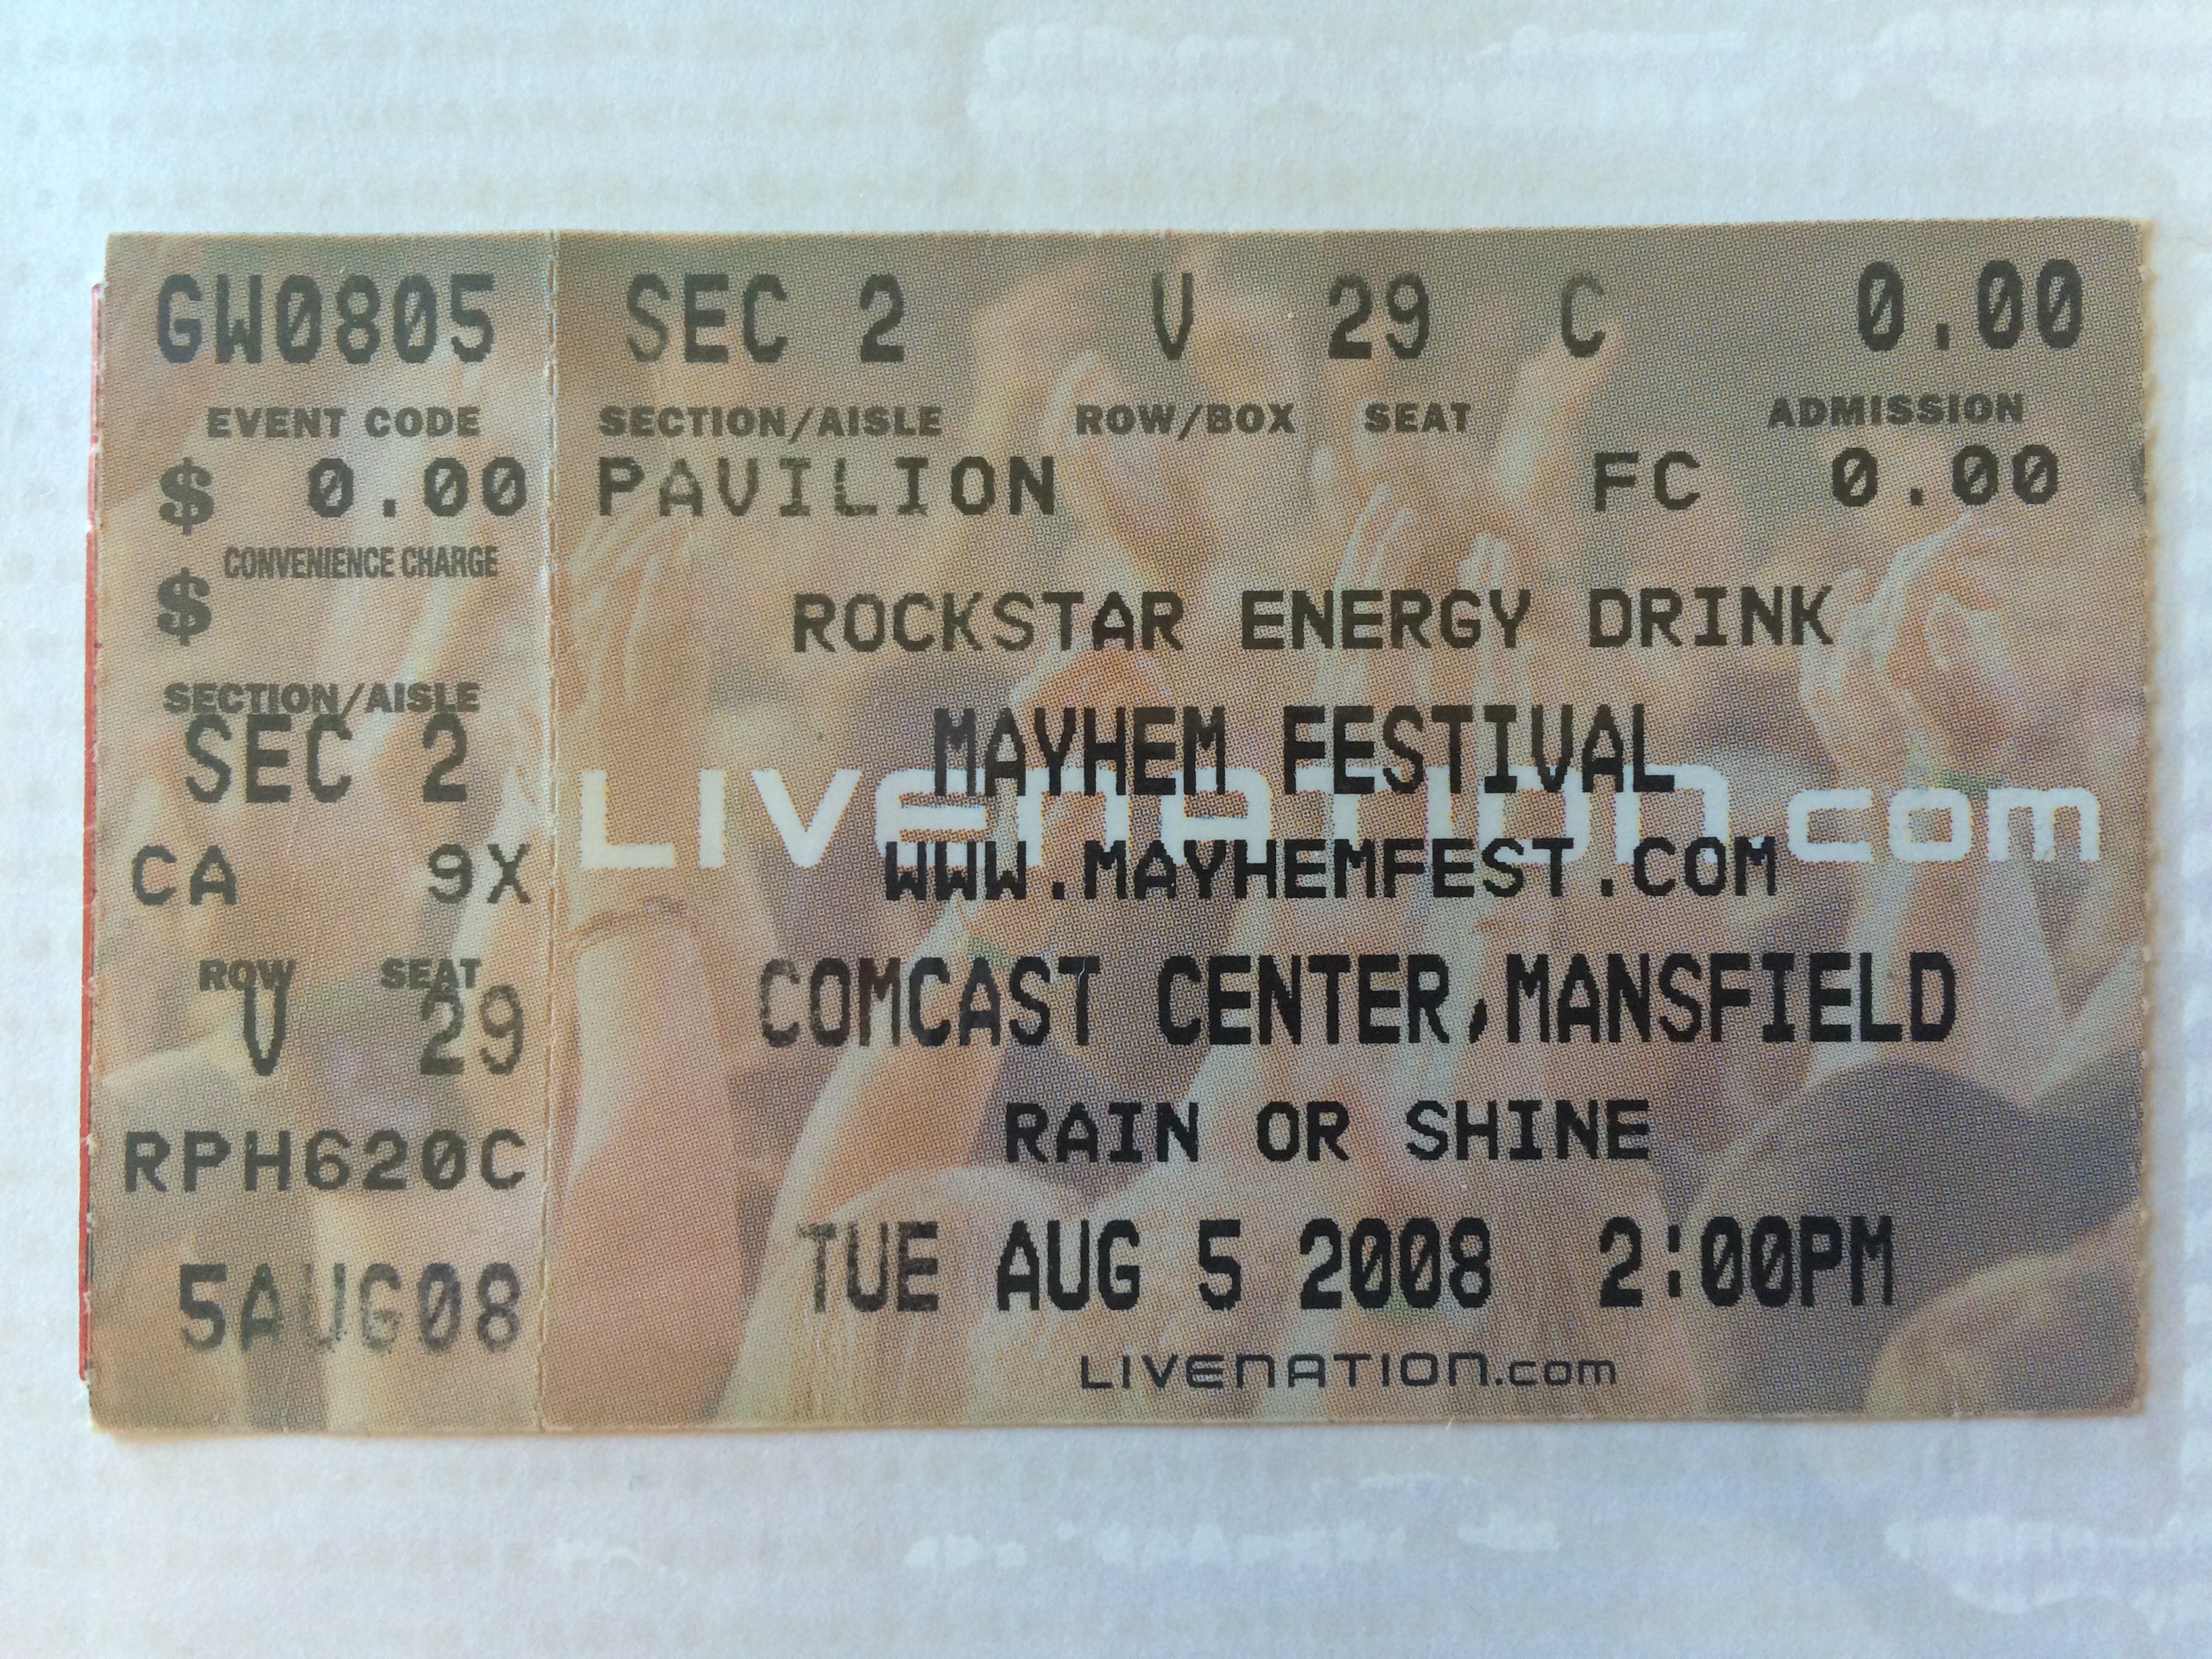 GW0805
EVENT CODE
$ 0.00
CONVENIENCE CHARGE
$
SECTION/AISLE
SEC 2
CA 9X
ROW SEAT
V 29
RPH620C
5AUG08
SEC 2 V 29 C 0.00
SECTION/AISLE ROW/BOX SEAT ADMISSION
PAVILION FC 0.00
ROCKSTAR ENERGY DRINK
MAYHEM FESTIVAL
LIVENATION.com
WWW.MAYHEMFEST.COM
COMCAST CENTER,MANSFIELD
RAIN OR SHINE
TUE AUG 5 2008 2:00PM
LIVENATION.com